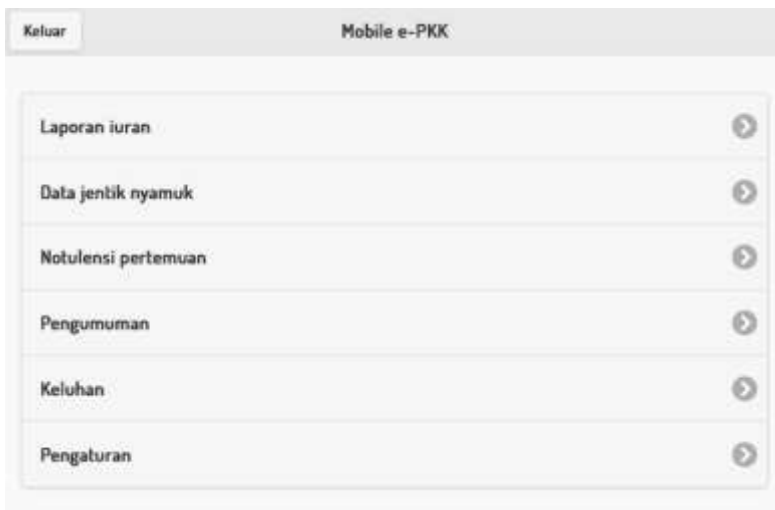 Keluar
Mobile e-PKK
Laporan iuran
Data jentik nyamuk
Notulensi pertemuan
Pengumuman
Keluhan
Pengaturan